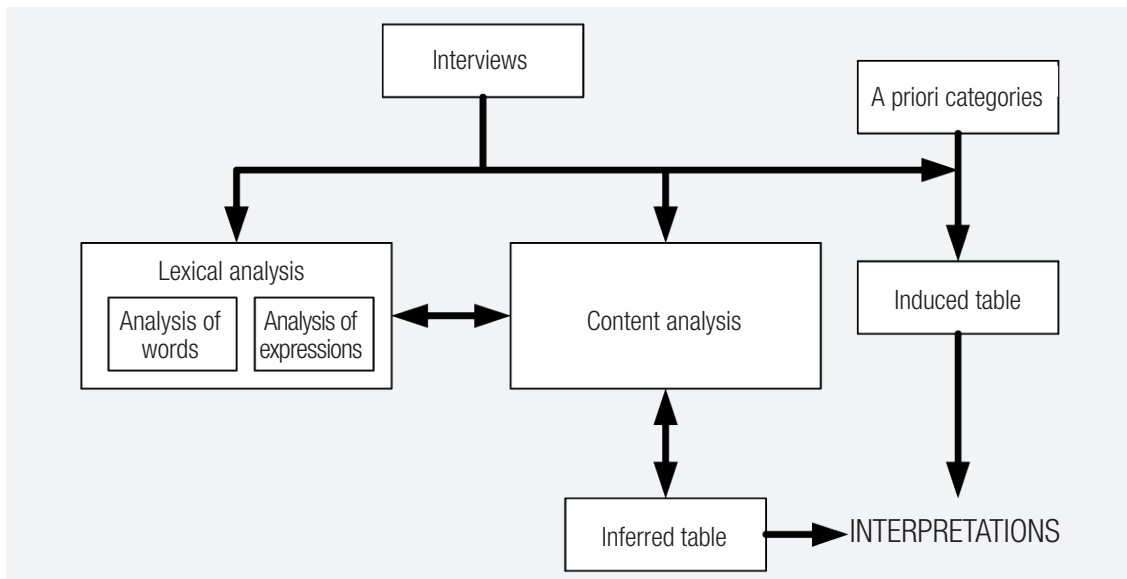 Interviews
A priori categories
Lexical analysis
Analysis of
words
Analysis of
expressions
Content analysis
Induced table
Inferred table
INTERPRETATIONS